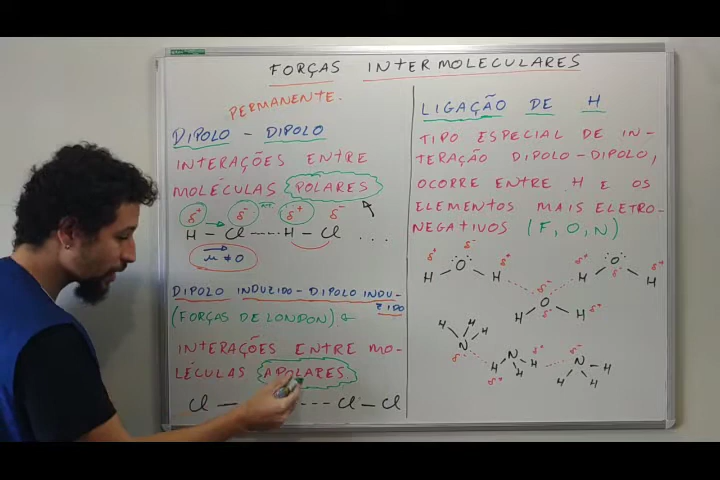 FORÇAS INTERMOLECULARES
PERMANENTE.
DIPOLO - DIPOLO
INTERAÇÕES ENTRE
MOLÉCULAS POLARES
δ+ δ- δ+ δ-
H - Cl ---- H - Cl ...
μ ≠ 0
DIPOLO INDUZIDO - DIPOLO INDU-
ZIDO
(FORÇAS DE LONDON)
INTERAÇÕES ENTRE MO-
LÉCULAS APOLARES
Cl — --- Cl — Cl
LIGAÇÃO DE H
TIPO ESPECIAL DE IN-
TERAÇÃO DIPOLO-DIPOLO,
OCORRE ENTRE H E OS
ELEMENTOS MAIS ELETRO-
NEGATIVOS (F, O, N)
δ+ δ- δ+
H O H
δ+ O δ- δ+
H H
δ- O δ-
H H δ+
H H H
N δ-
H N H δ+
δ+ H
δ- N H
H H